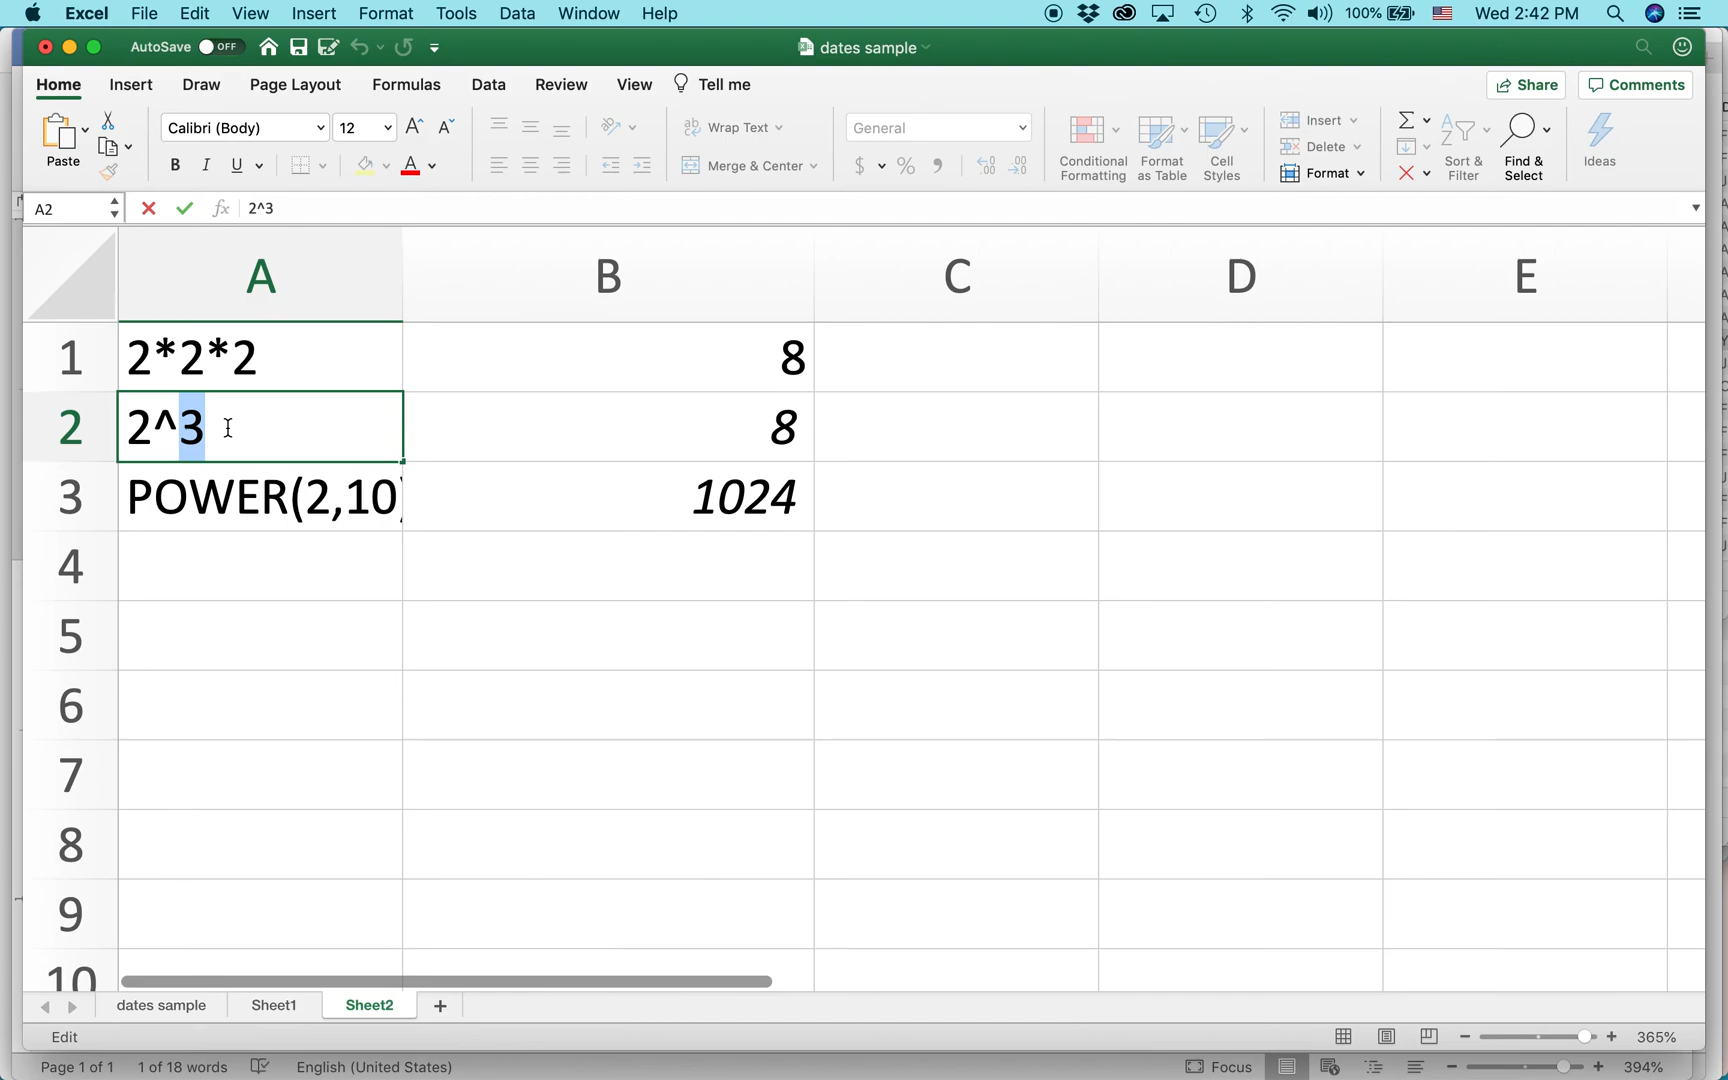 Excel File Edit View Insert Format Tools Data Window Help 100% Wed 2:42 PM
AutoSave OFF dates sample
Home Insert Draw Page Layout Formulas Data Review View Tell me Share Comments
Paste Calibri (Body) 12 A^ A˅ ab c Wrap Text General Insert
B I U A Merge & Center $ % , Conditional Formatting Format as Table Cell Styles Delete Format Sort & Filter Find & Select Ideas
A2 fx 2^3
A B C D E
1 2*2*2 8
2 2^3 8
3 POWER(2,10) 1024
4
5
6
7
8
9
10
dates sample Sheet1 Sheet2 +
Edit 365%
Page 1 of 1 1 of 18 words English (United States) Focus 394%